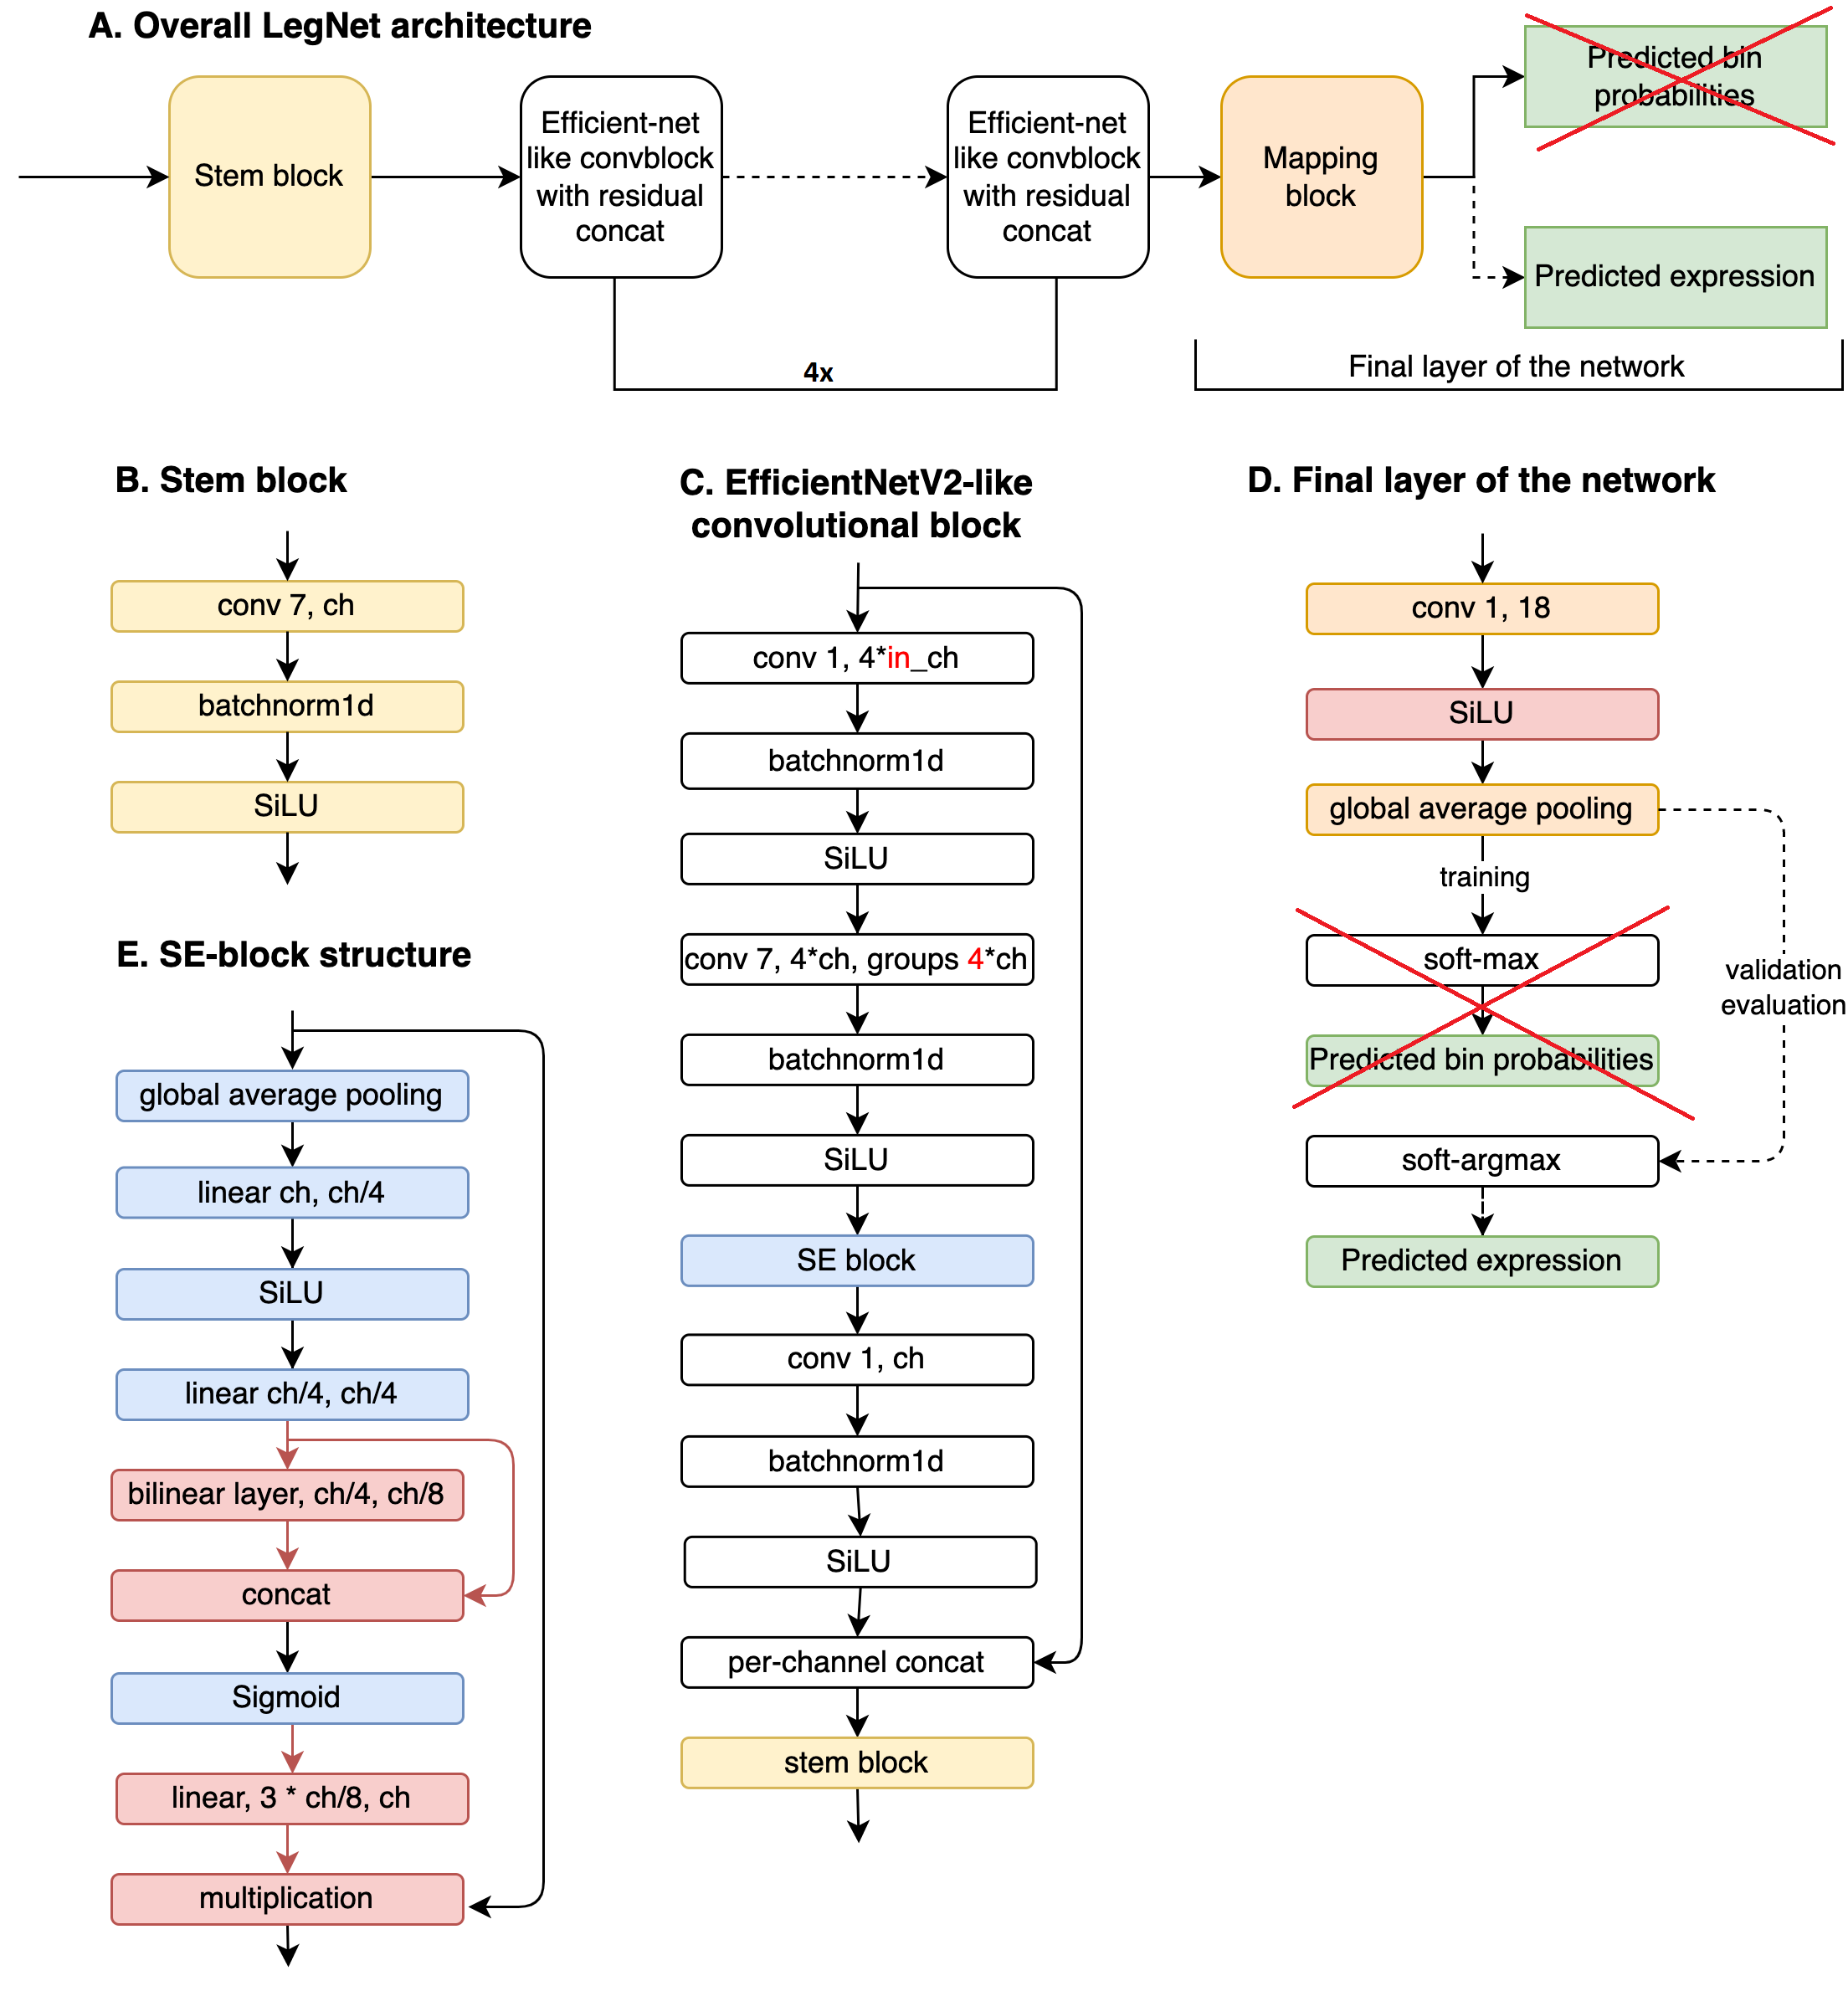 A. Overall LegNet architecture
Stem block
Efficient-net
like convblock
with residual
concat
Efficient-net
like convblock
with residual
concat
4x
Mapping
block
Predicted bin
probabilities
Predicted expression
Final layer of the network
B. Stem block
conv 7, ch
batchnorm1d
SiLU
C. EfficientNetV2-like
convolutional block
conv 1, 4*in_ch
batchnorm1d
SiLU
conv 7, 4*ch, groups 4*ch
batchnorm1d
SiLU
SE block
conv 1, ch
batchnorm1d
SiLU
per-channel concat
stem block
D. Final layer of the network
conv 1, 18
SiLU
global average pooling
training
soft-max
Predicted bin probabilities
validation
evaluation
soft-argmax
Predicted expression
E. SE-block structure
global average pooling
linear ch, ch/4
SiLU
linear ch/4, ch/4
bilinear layer, ch/4, ch/8
concat
Sigmoid
linear, 3 * ch/8, ch
multiplication